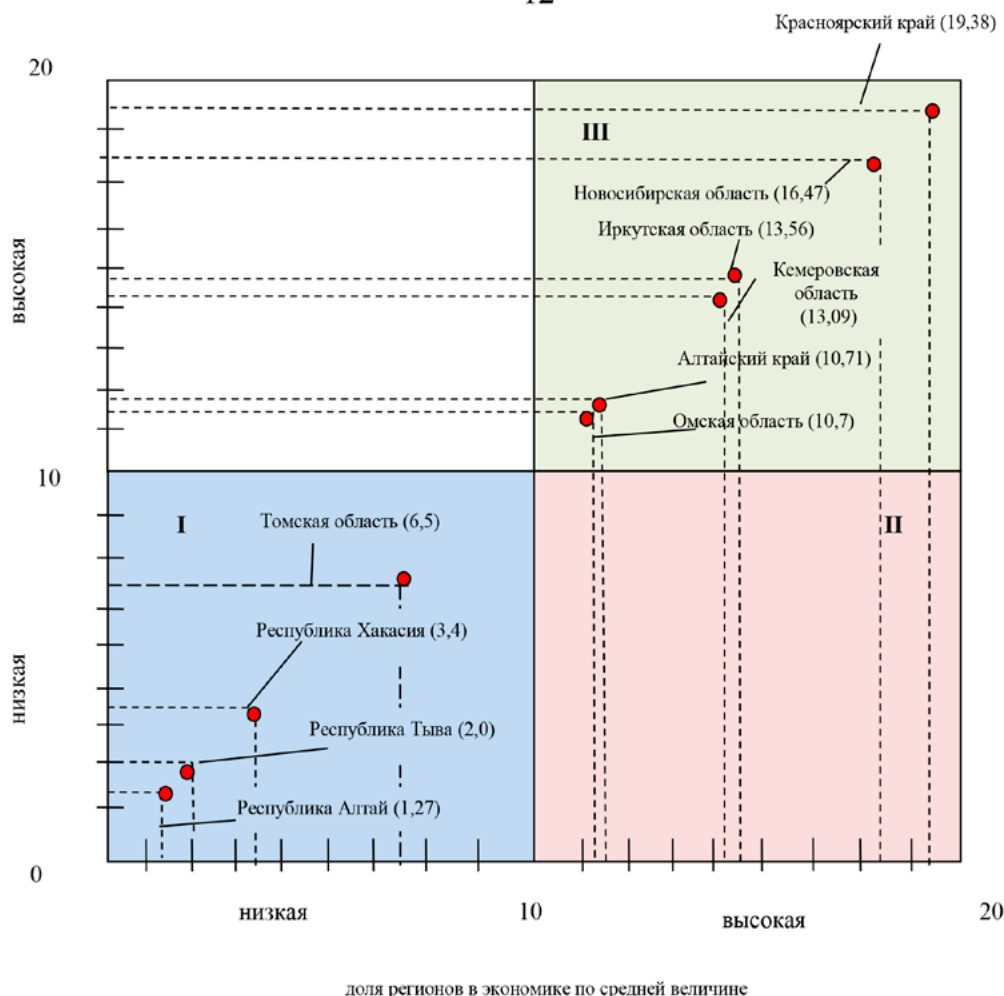 12
Красноярский край (19,38)
20
III
Новосибирская область (16,47)
Иркутская область (13,56)
Кемеровская
область
(13,09)
высокая
Алтайский край (10,71)
Омская область (10,7)
10
I
Томская область (6,5)
II
Республика Хакасия (3,4)
низкая
Республика Тыва (2,0)
Республика Алтай (1,27)
0
низкая
10
высокая
20
доля регионов в экономике по средней величине